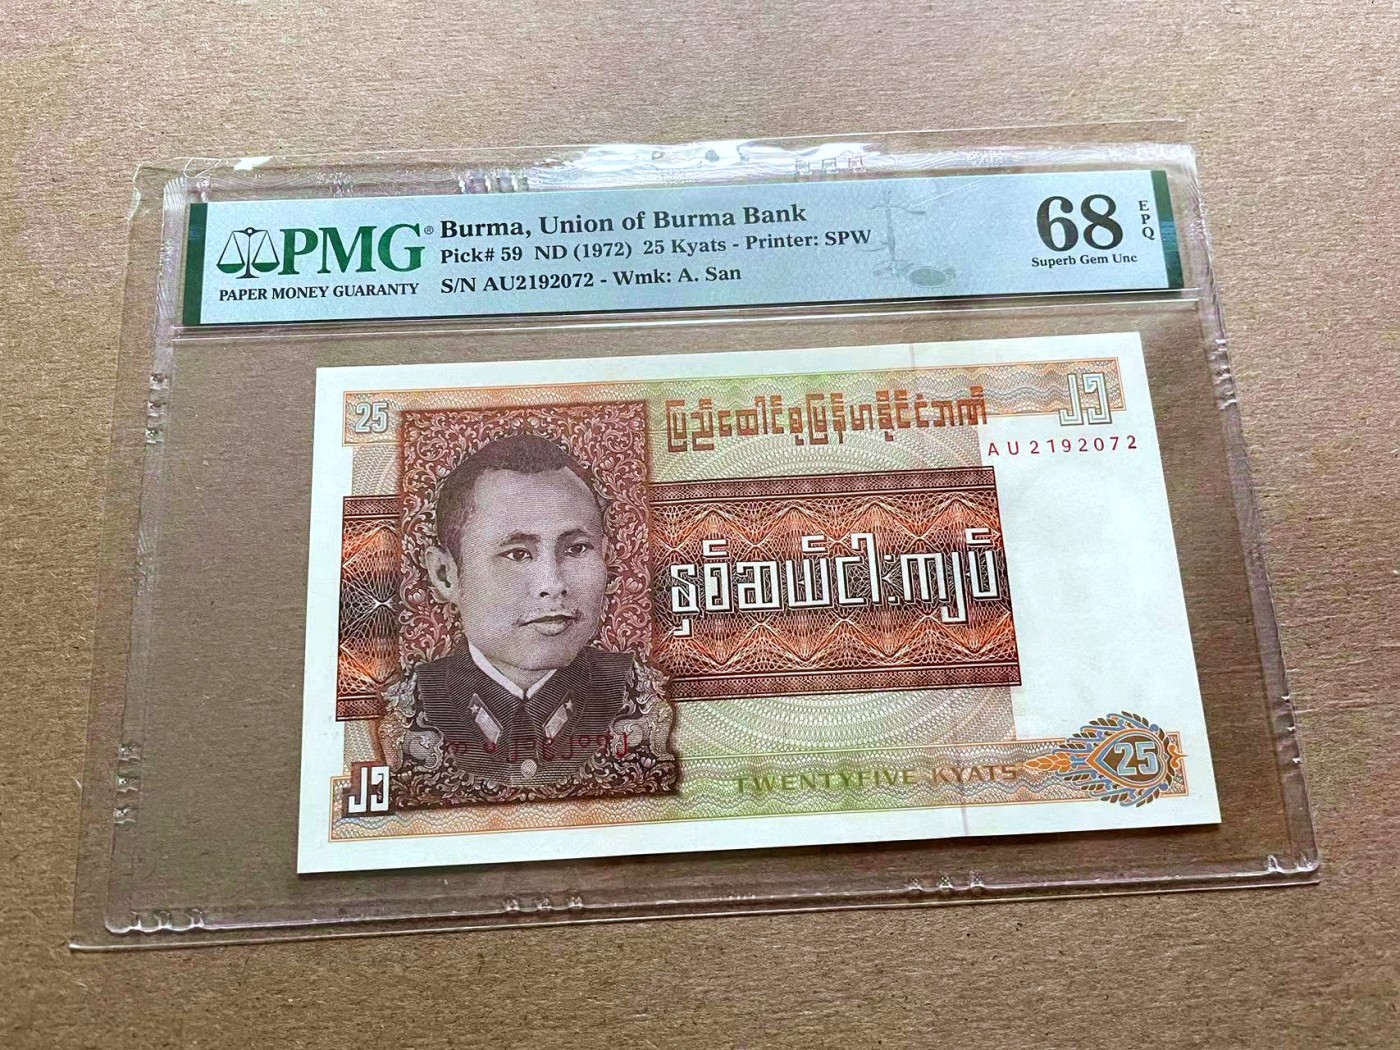 PMG® Burma, Union of Burma Bank 68 EPQ
Pick# 59 ND (1972) 25 Kyats - Printer: SPW Superb Gem Unc
PAPER MONEY GUARANTY S/N AU2192072 - Wmk: A. San
25 ပြည်ထောင်စုမြန်မာနိုင်ငံဘဏ် ၂၅
AU2192072
နှစ်ဆယ်ငါးကျပ်
၂၅ TWENTYFIVE KYATS 25